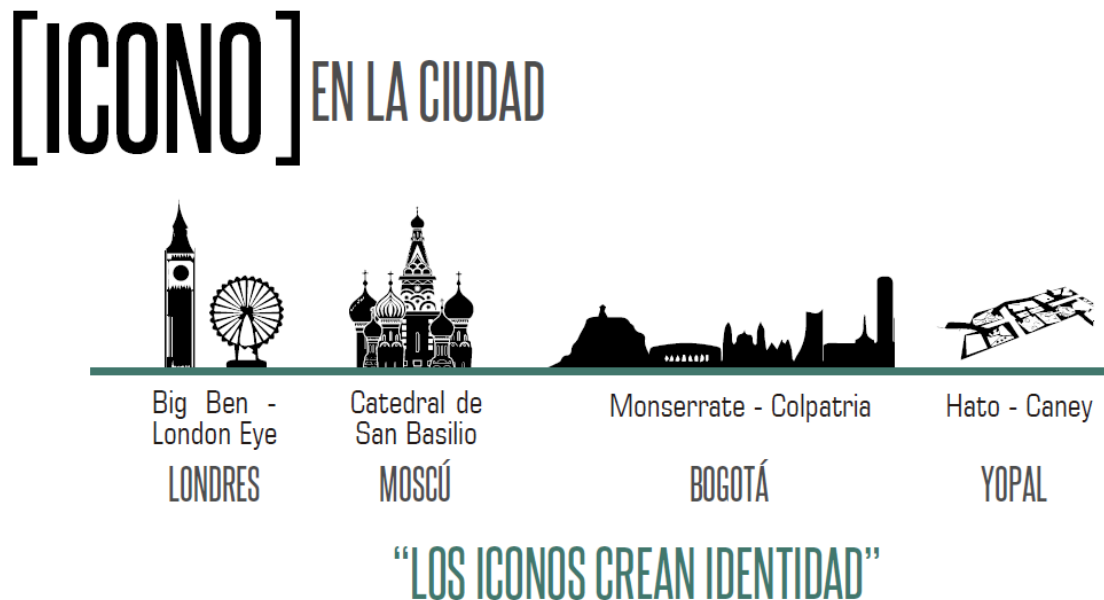 [ICONO] EN LA CIUDAD
Big Ben -
London Eye
LONDRES
Catedral de
San Basilio
MOSCÚ
Monserrate - Colpatria
BOGOTÁ
Hato - Caney
YOPAL
“LOS ICONOS CREAN IDENTIDAD”